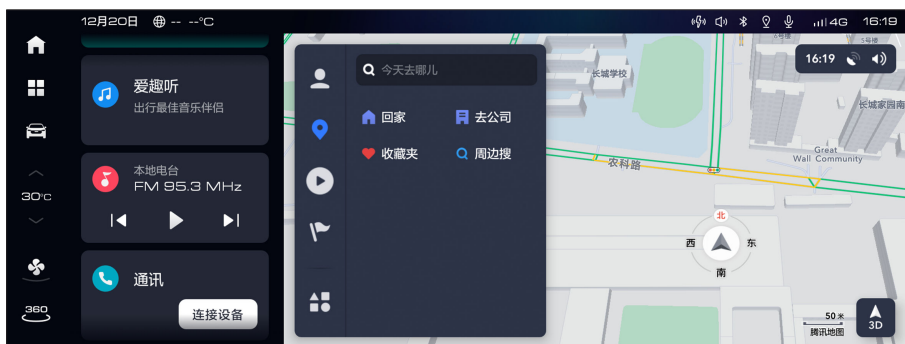 12月20日
-- --°C
4G
16:19
30°C
360
爱趣听
出行最佳音乐伴侣
本地电台
FM 95.3 MHz
通讯
连接设备
今天去哪儿
回家
去公司
收藏夹
周边搜
16:19
长城学校
长城家园南
Great
Wall Community
农科路
北
西
东
南
50米
腾讯地图
3D